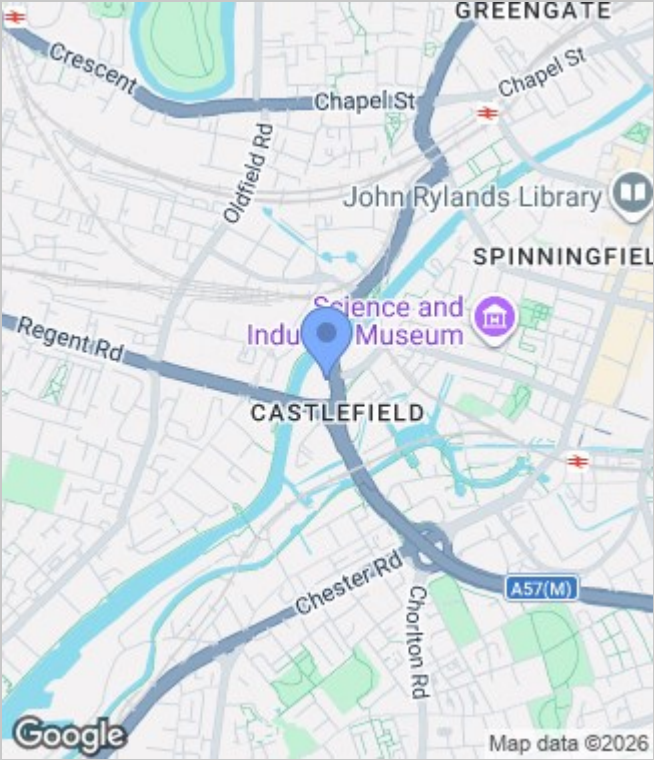 GREENGATE
Crescent
Chapel St
Chapel St
Oldfield Rd
John Rylands Library
SPINNINGFIEL
Science and
Indu Museum
Regent Rd
CASTLEFIELD
Chester Rd
A57(M)
Chorlton Rd
Google
Map data ©2026